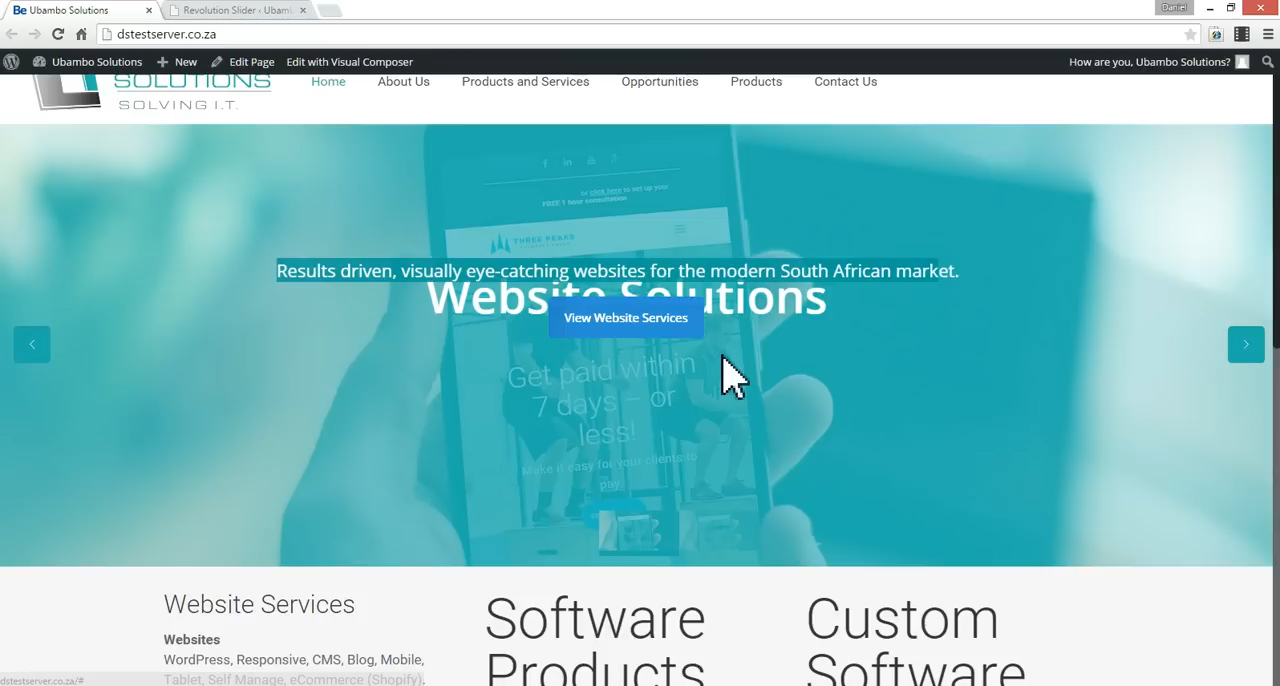 Be Ubambo Solutions
Revolution Slider ‹ Ubam
Daniel
dstestserver.co.za
Ubambo Solutions
New
Edit Page
Edit with Visual Composer
How are you, Ubambo Solutions?
SOLUTIONS
SOLVING I.T.
Home
About Us
Products and Services
Opportunities
Products
Contact Us
or click here to set up your
FREE 1 hour consultation
THREE PEAKS
Results driven, visually eye-catching websites for the modern South African market.
Website Solutions
View Website Services
Get paid within
7 days – or
less!
Make it easy for your clients to
pay
Website Services
Websites
WordPress, Responsive, CMS, Blog, Mobile,
Tablet, Self Manage, eCommerce (Shopify).
Software
Products
Custom
Software
dstestserver.co.za/#